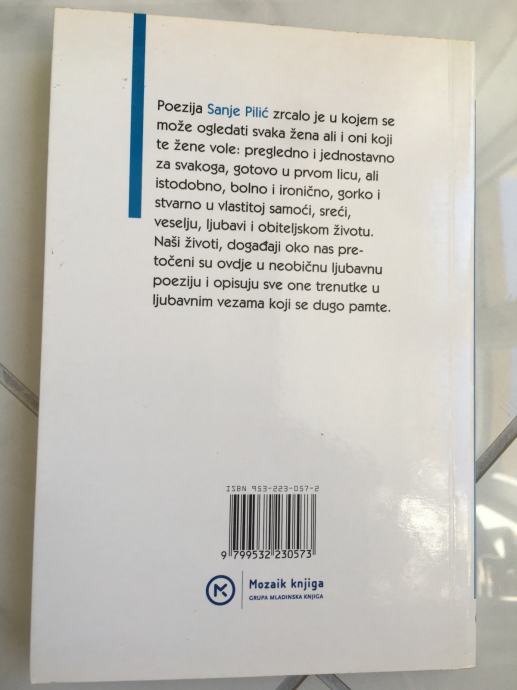 Poezija Sanje Pilić zrcalo je u kojem se
može ogledati svaka žena ali i oni koji
te žene vole: pregledno i jednostavno
za svakoga, gotovo u prvom licu, ali
istodobno, bolno i ironično, gorko i
stvarno u vlastitoj samoći, sreći,
veselju, ljubavi i obiteljskom životu.
Naši životi, događaji oko nas pre-
točeni su ovdje u neobičnu ljubavnu
poeziju i opisuju sve one trenutke u
ljubavnim vezama koji se dugo pamte.
ISBN 953-223-057-2
9 799532 230573
Mozaik knjiga
GRUPA MLADINSKA KNJIGA